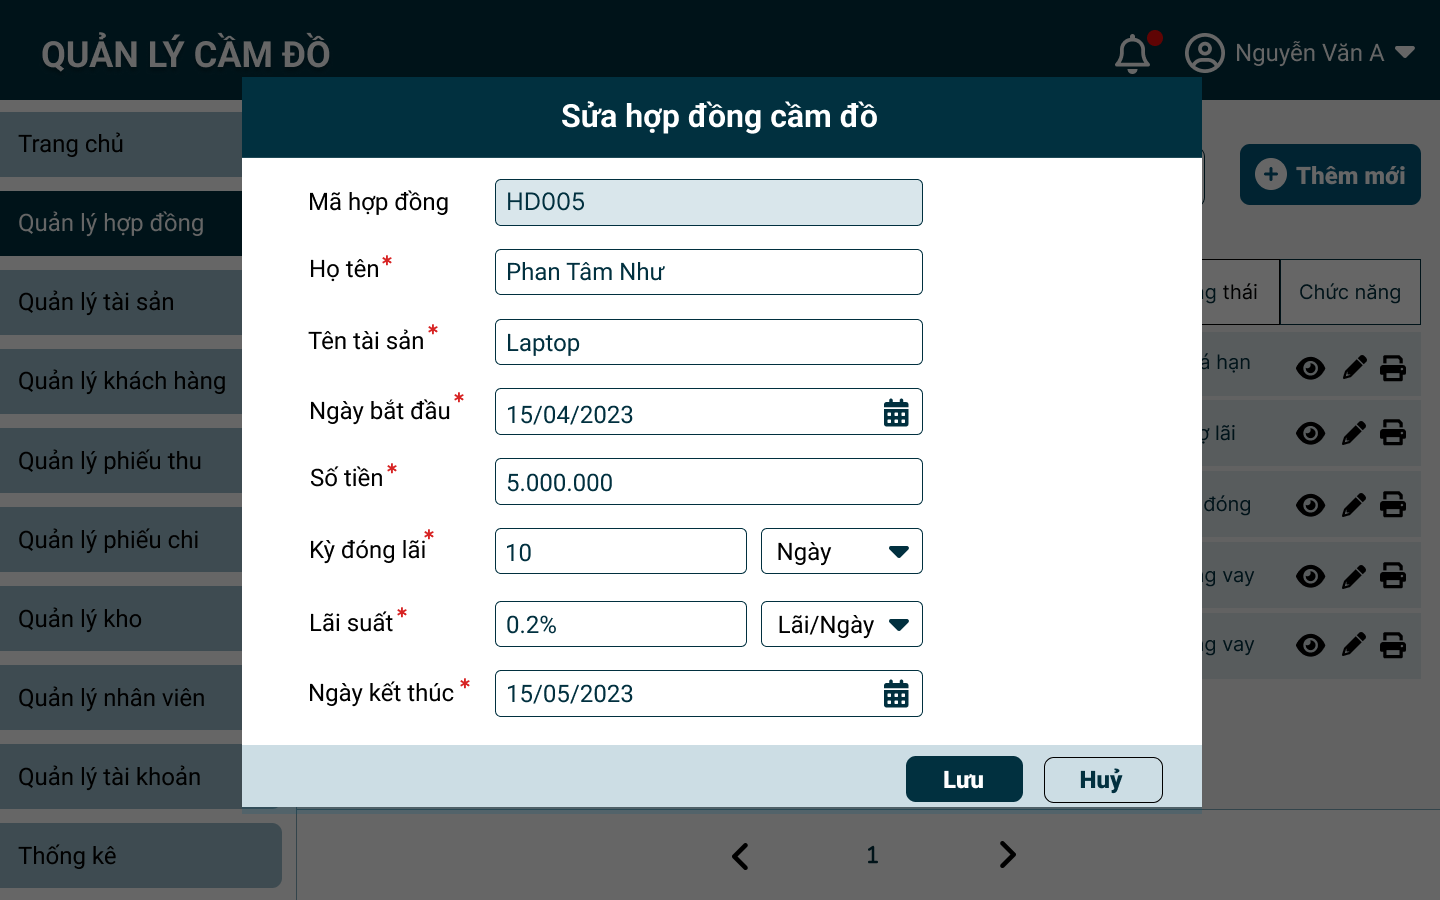 QUẢN LÝ CẦM ĐỒ
Nguyễn Văn A
Sửa hợp đồng cầm đồ
Trang chủ
Quản lý hợp đồng
Quản lý tài sản
Quản lý khách hàng
Quản lý phiếu thu
Quản lý phiếu chi
Quản lý kho
Quản lý nhân viên
Quản lý tài khoản
Thống kê
Mã hợp đồng HD005
Họ tên* Phan Tâm Như
Tên tài sản* Laptop
Ngày bắt đầu* 15/04/2023
Số tiền* 5.000.000
Kỳ đóng lãi* 10 Ngày
Lãi suất* 0.2% Lãi/Ngày
Ngày kết thúc* 15/05/2023
Lưu Huỷ
Thêm mới
thái Chức năng
hạn
lãi
đóng
vay
vay
1